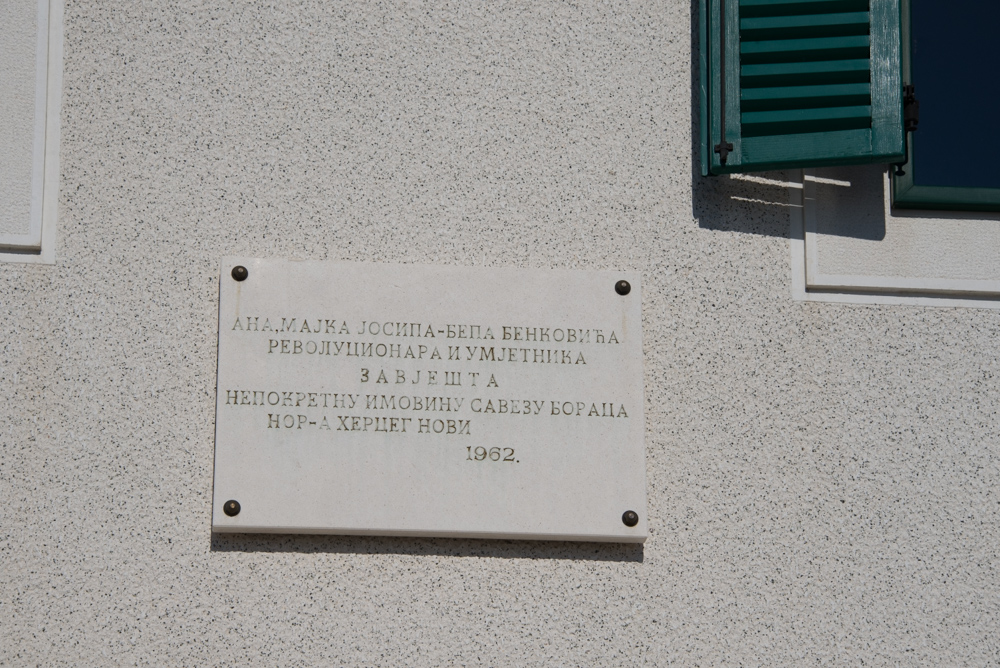 АНА, МАЈКА ЈОСИПА-БЕПА БЕНКОВИЋА
РЕВОЛУЦИОНАРА И УМЈЕТНИКА
ЗАВЈЕШТА
НЕПОКРЕТНУ ИМОВИНУ САВЕЗУ БОРАЦА
НОР-А ХЕРЦЕГ НОВИ
1962.